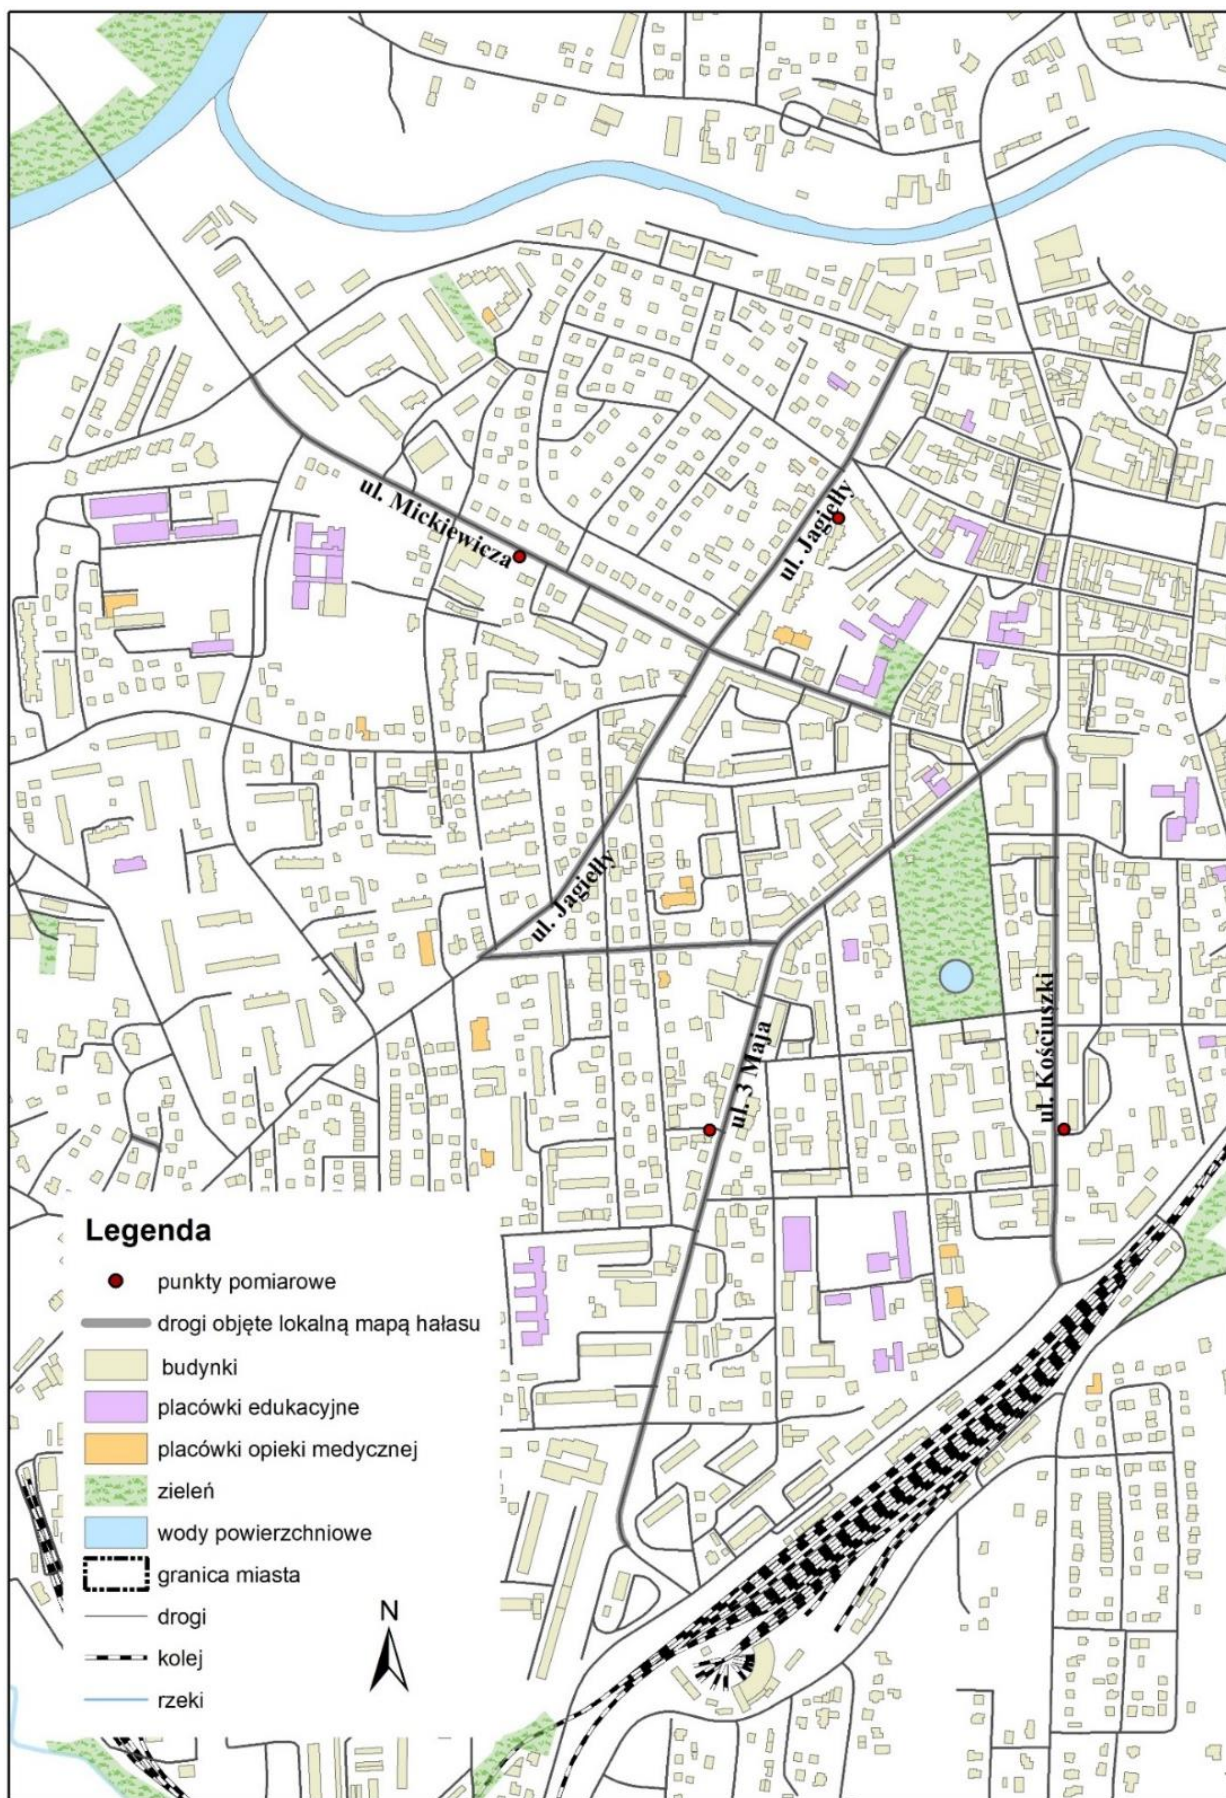 ul. Mickiewicza
ul. Jagiełły
ul. Jagiełły
ul. Kościuszki
ul. 3 Maja
Legenda
punkty pomiarowe
drogi objęte lokalną mapą hałasu
budynki
placówki edukacyjne
placówki opieki medycznej
zieleń
wody powierzchniowe
granica miasta
drogi
kolej
rzeki
N